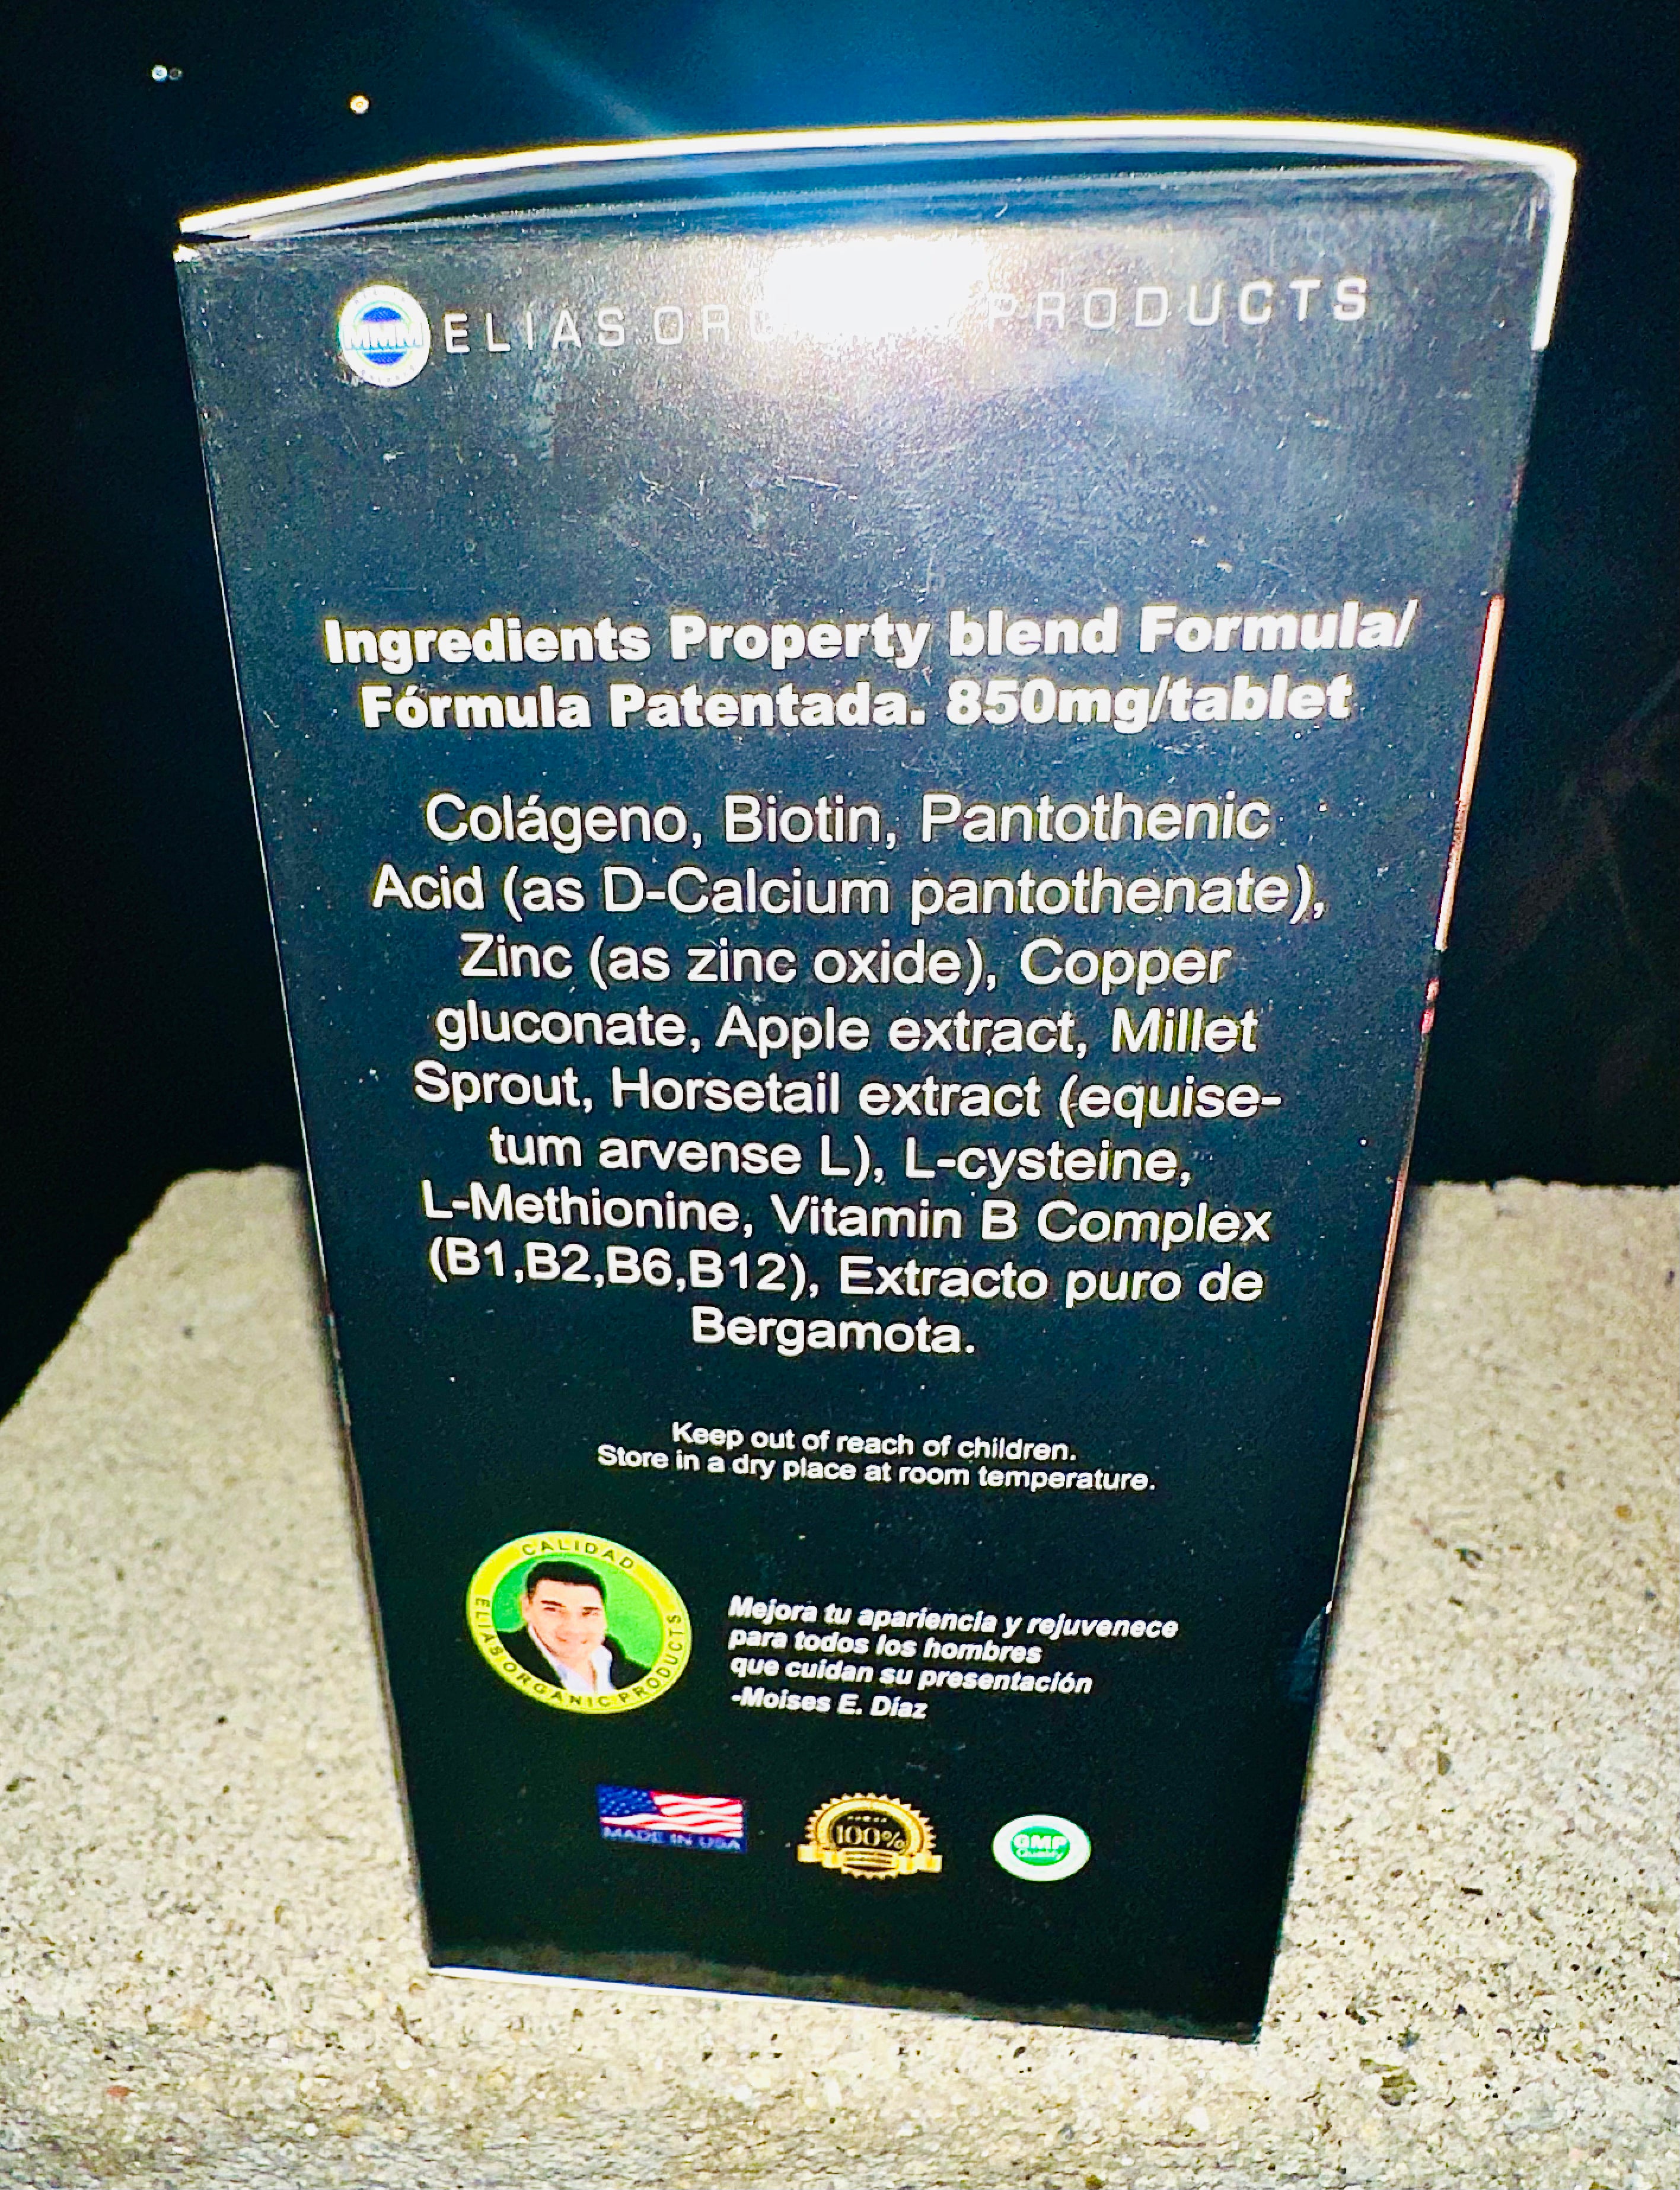 MMM ELIAS PRODUCTS
Ingredients Property blend Formula/
Fórmula Patentada. 850mg/tablet
Colágeno, Biotin, Pantothenic
Acid (as D-Calcium pantothenate),
Zinc (as zinc oxide), Copper
gluconate, Apple extract, Millet
Sprout, Horsetail extract (equise-
tum arvense L), L-cysteine,
L-Methionine, Vitamin B Complex
(B1,B2,B6,B12), Extracto puro de
Bergamota.
Keep out of reach of children.
Store in a dry place at room temperature.
CALIDAD
ELIAS ORGANIC PRODUCTS
Mejora tu apariencia y rejuvenece
para todos los hombres
que cuidan su presentación
-Moises E. Díaz
MADE IN USA
100%
GMP
Quality